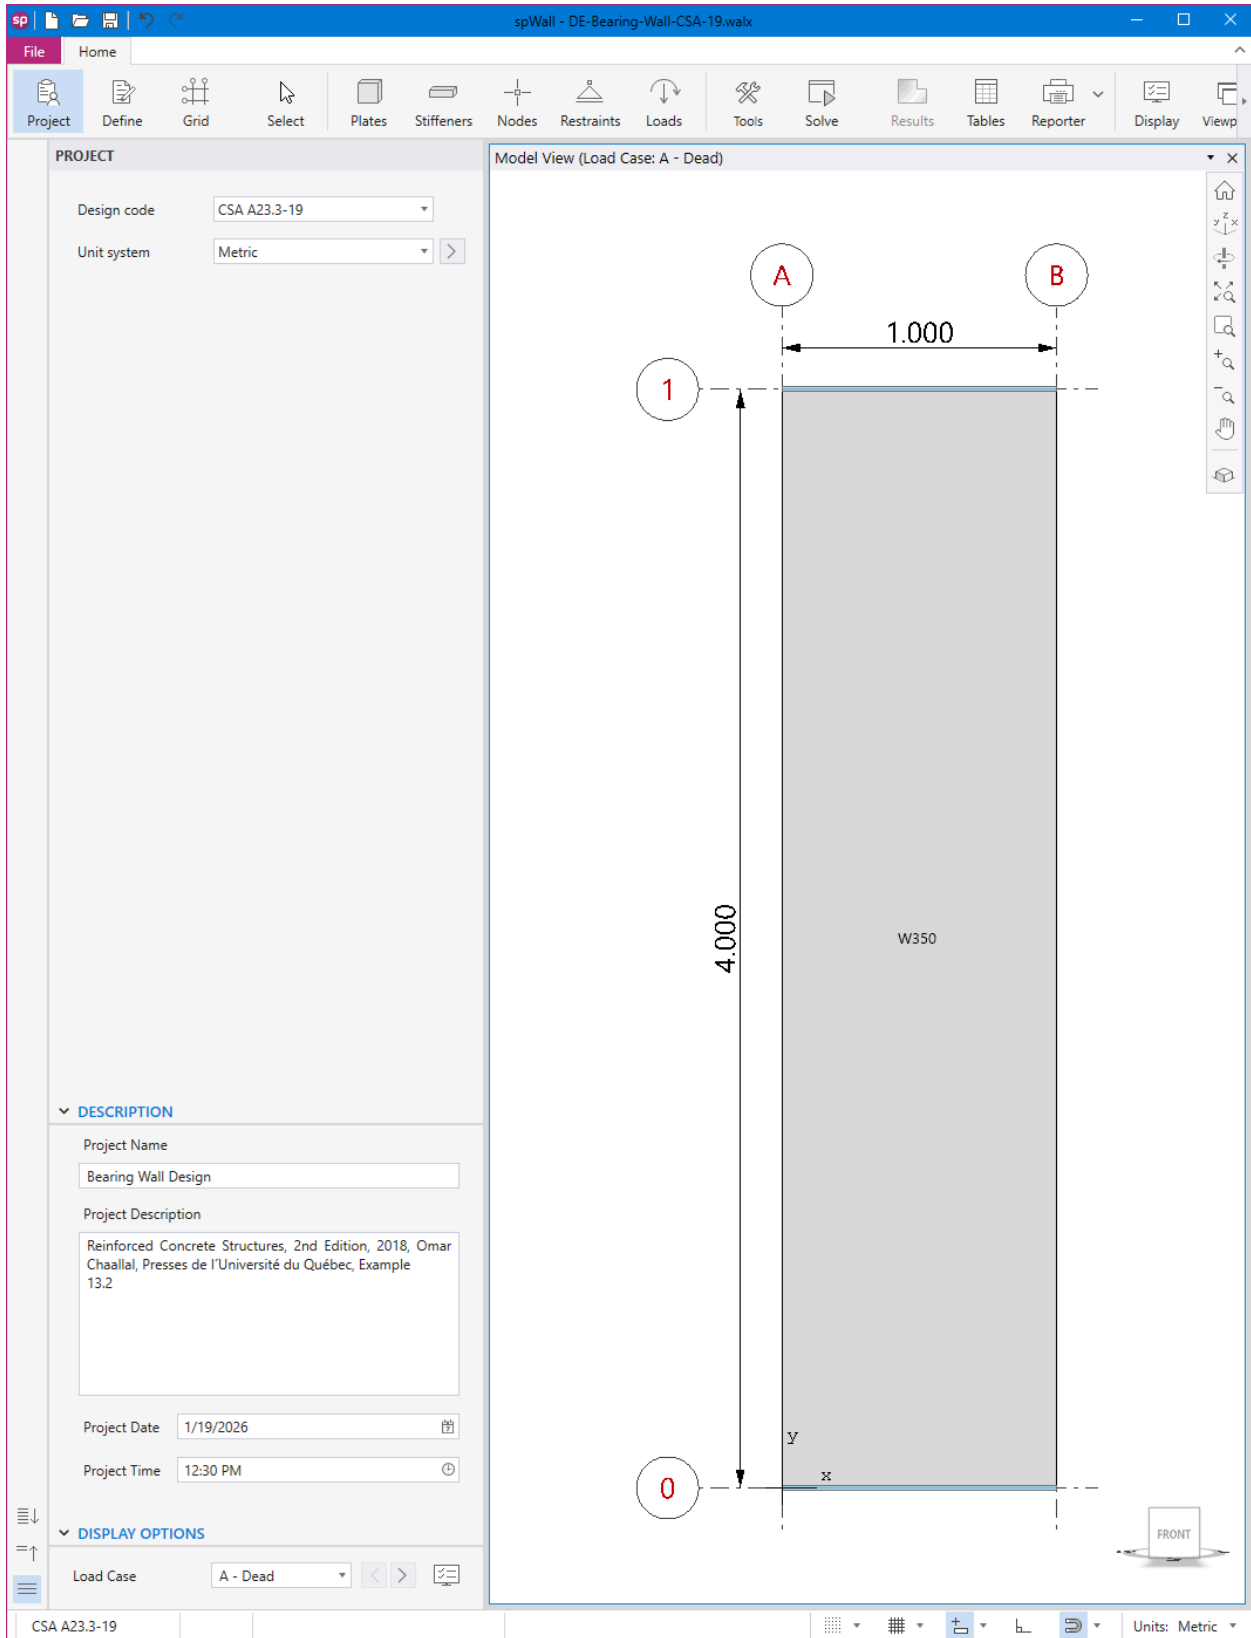 sp
spWall - DE-Bearing-Wall-CSA-19.walx
File
Home
Project
Define
Grid
Select
Plates
Stiffeners
Nodes
Restraints
Loads
Tools
Solve
Results
Tables
Reporter
Display
Viewp
PROJECT
Design code
CSA A23.3-19
Unit system
Metric
DESCRIPTION
Project Name
Bearing Wall Design
Project Description
Reinforced Concrete Structures, 2nd Edition, 2018, Omar
Chaallal, Presses de l´Université du Québec, Example
13.2
Project Date
1/19/2026
Project Time
12:30 PM
DISPLAY OPTIONS
Load Case
A - Dead
Model View (Load Case: A - Dead)
y z x
A
B
1.000
1
4.000
W350
y
x
0
FRONT
CSA A23.3-19
Units: Metric